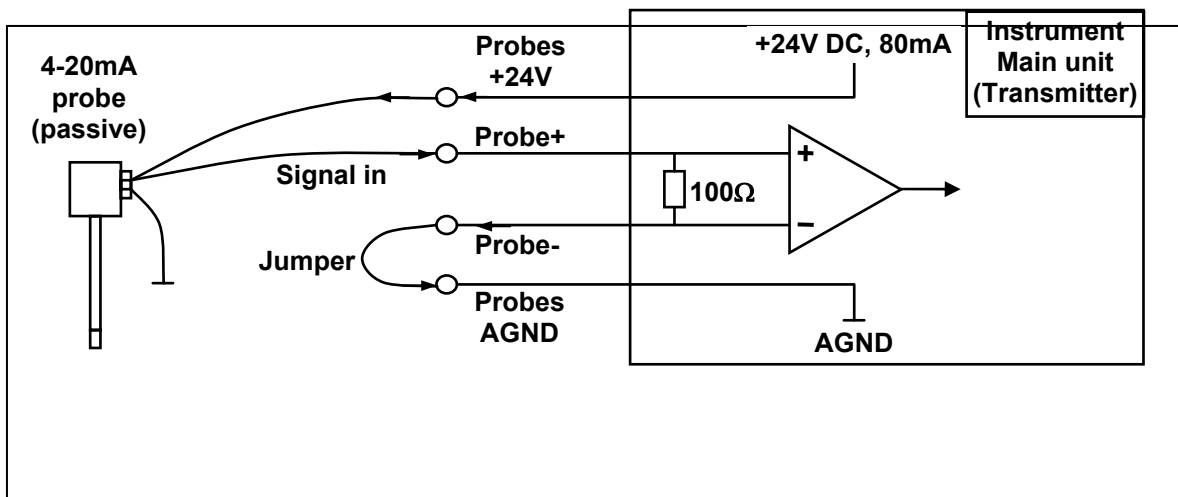 4-20mA
probe
(passive)
Probes
+24V
+24V DC, 80mA
Instrument
Main unit
(Transmitter)
Probe+
Signal in
100Ω
+
−
Probe-
Jumper
Probes
AGND
AGND